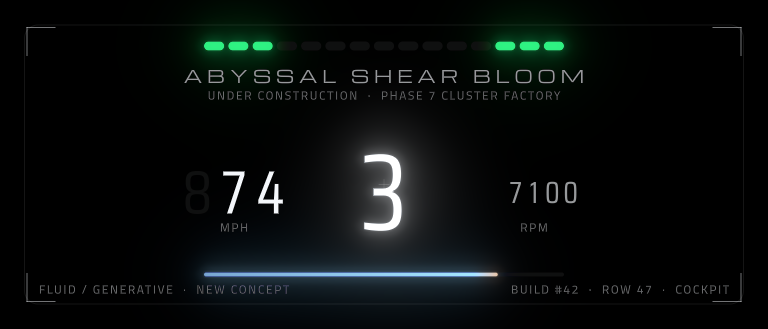 ABYSSAL SHEAR BLOOM
UNDER CONSTRUCTION · PHASE 7 CLUSTER FACTORY
74
MPH
3
7100
RPM
FLUID / GENERATIVE · NEW CONCEPT
BUILD #42 · ROW 47 · COCKPIT